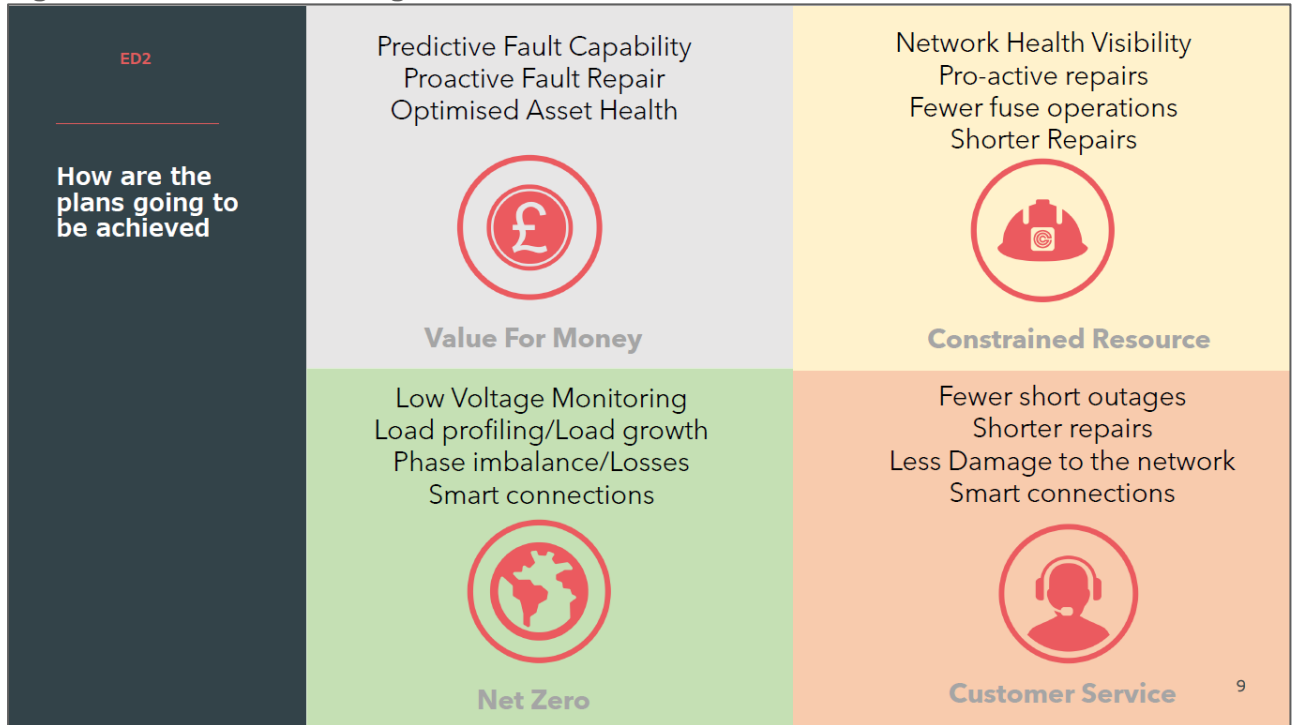 ED2
How are the
plans going to
be achieved
Predictive Fault Capability
Proactive Fault Repair
Optimised Asset Health
£
Value For Money
Network Health Visibility
Pro-active repairs
Fewer fuse operations
Shorter Repairs
Constrained Resource
Low Voltage Monitoring
Load profiling/Load growth
Phase imbalance/Losses
Smart connections
Net Zero
Fewer short outages
Shorter repairs
Less Damage to the network
Smart connections
Customer Service
9